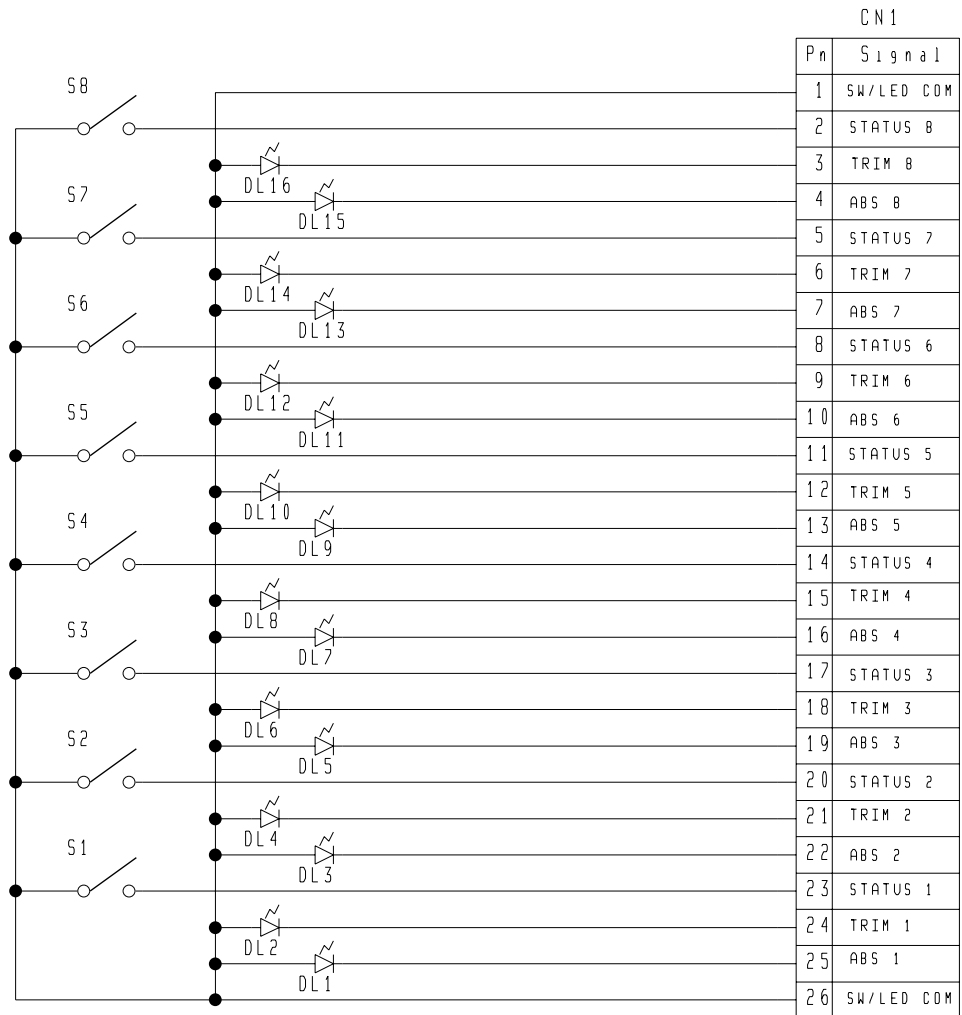 CN1
Pn Signal
S8
1 SW/LED COM
2 STATUS 8
3 TRIM 8
DL16
S7
4 ABS 8
DL15
5 STATUS 7
6 TRIM 7
DL14
S6
7 ABS 7
DL13
8 STATUS 6
9 TRIM 6
DL12
S5
10 ABS 6
DL11
11 STATUS 5
12 TRIM 5
DL10
S4
13 ABS 5
DL9
14 STATUS 4
15 TRIM 4
DL8
S3
16 ABS 4
DL7
17 STATUS 3
18 TRIM 3
DL6
S2
19 ABS 3
DL5
20 STATUS 2
21 TRIM 2
DL4
S1
22 ABS 2
DL3
23 STATUS 1
24 TRIM 1
DL2
25 ABS 1
DL1
26 SW/LED COM